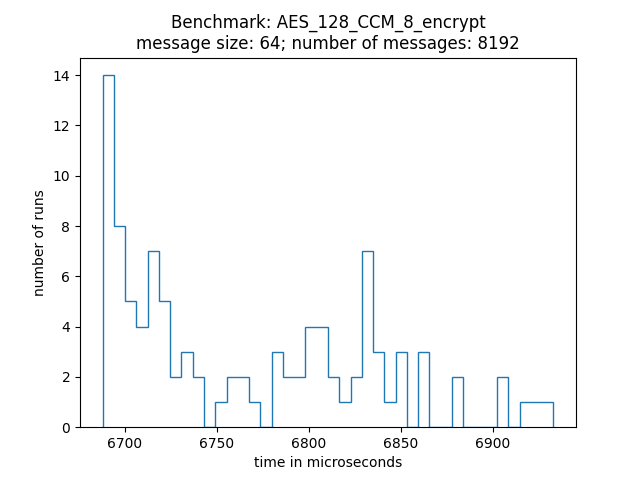 Benchmark: AES_128_CCM_8_encrypt
message size: 64; number of messages: 8192
number of runs
14
12
10
8
6
4
2
0
6700 6750 6800 6850 6900
time in microseconds